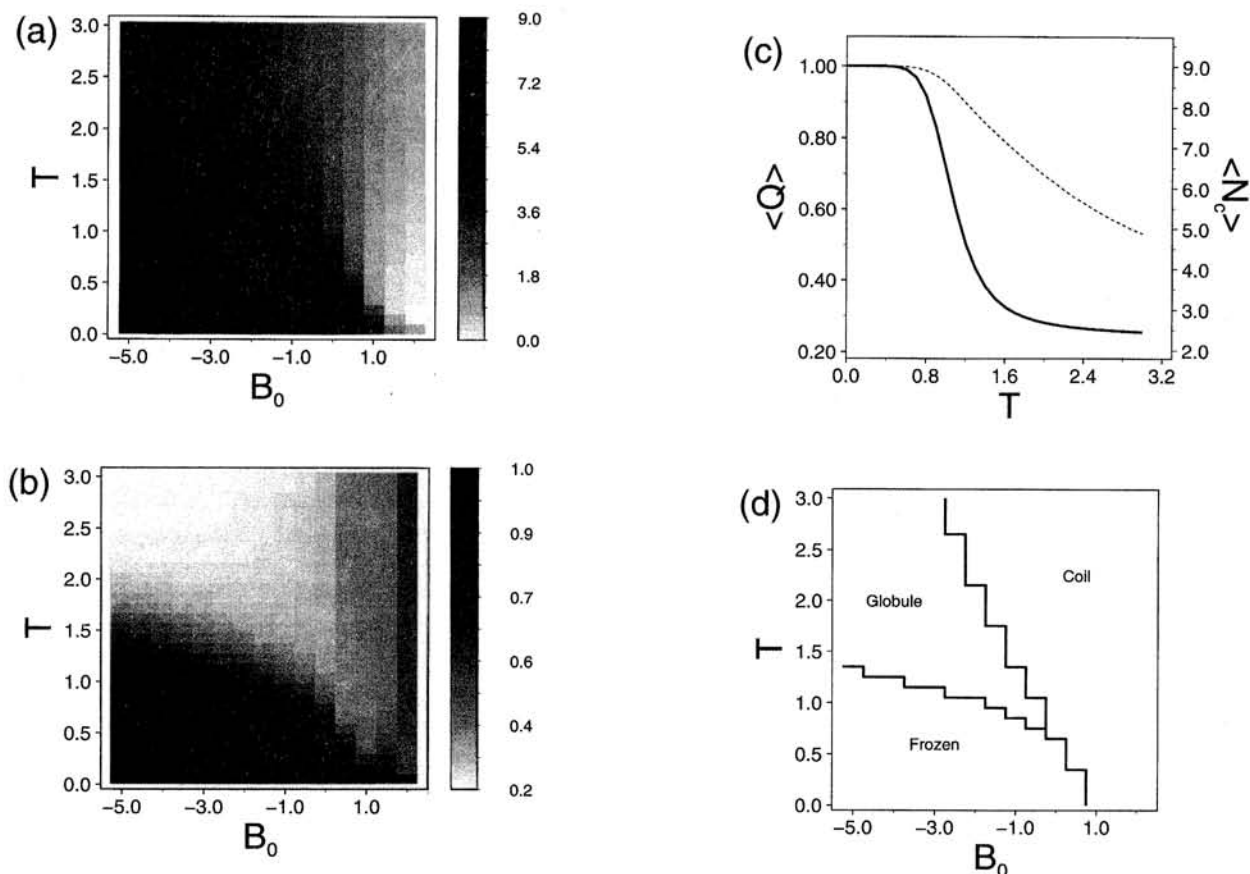 (a)
3.0
2.5
2.0
1.5
1.0
0.5
0.0
T
−5.0 −3.0 −1.0 1.0
B0
9.0
7.2
5.4
3.6
1.8
0.0
(b)
3.0
2.5
2.0
1.5
1.0
0.5
0.0
T
−5.0 −3.0 −1.0 1.0
B0
1.0
0.9
0.7
0.6
0.4
0.2
(c)
1.00
0.80
0.60
0.40
0.20
<Q>
9.0
8.0
7.0
6.0
5.0
4.0
3.0
2.0
<Nc>
0.0 0.8 1.6 2.4 3.2
T
(d)
3.0
2.5
2.0
1.5
1.0
0.5
0.0
T
Coil
Globule
Frozen
−5.0 −3.0 −1.0 1.0
B0